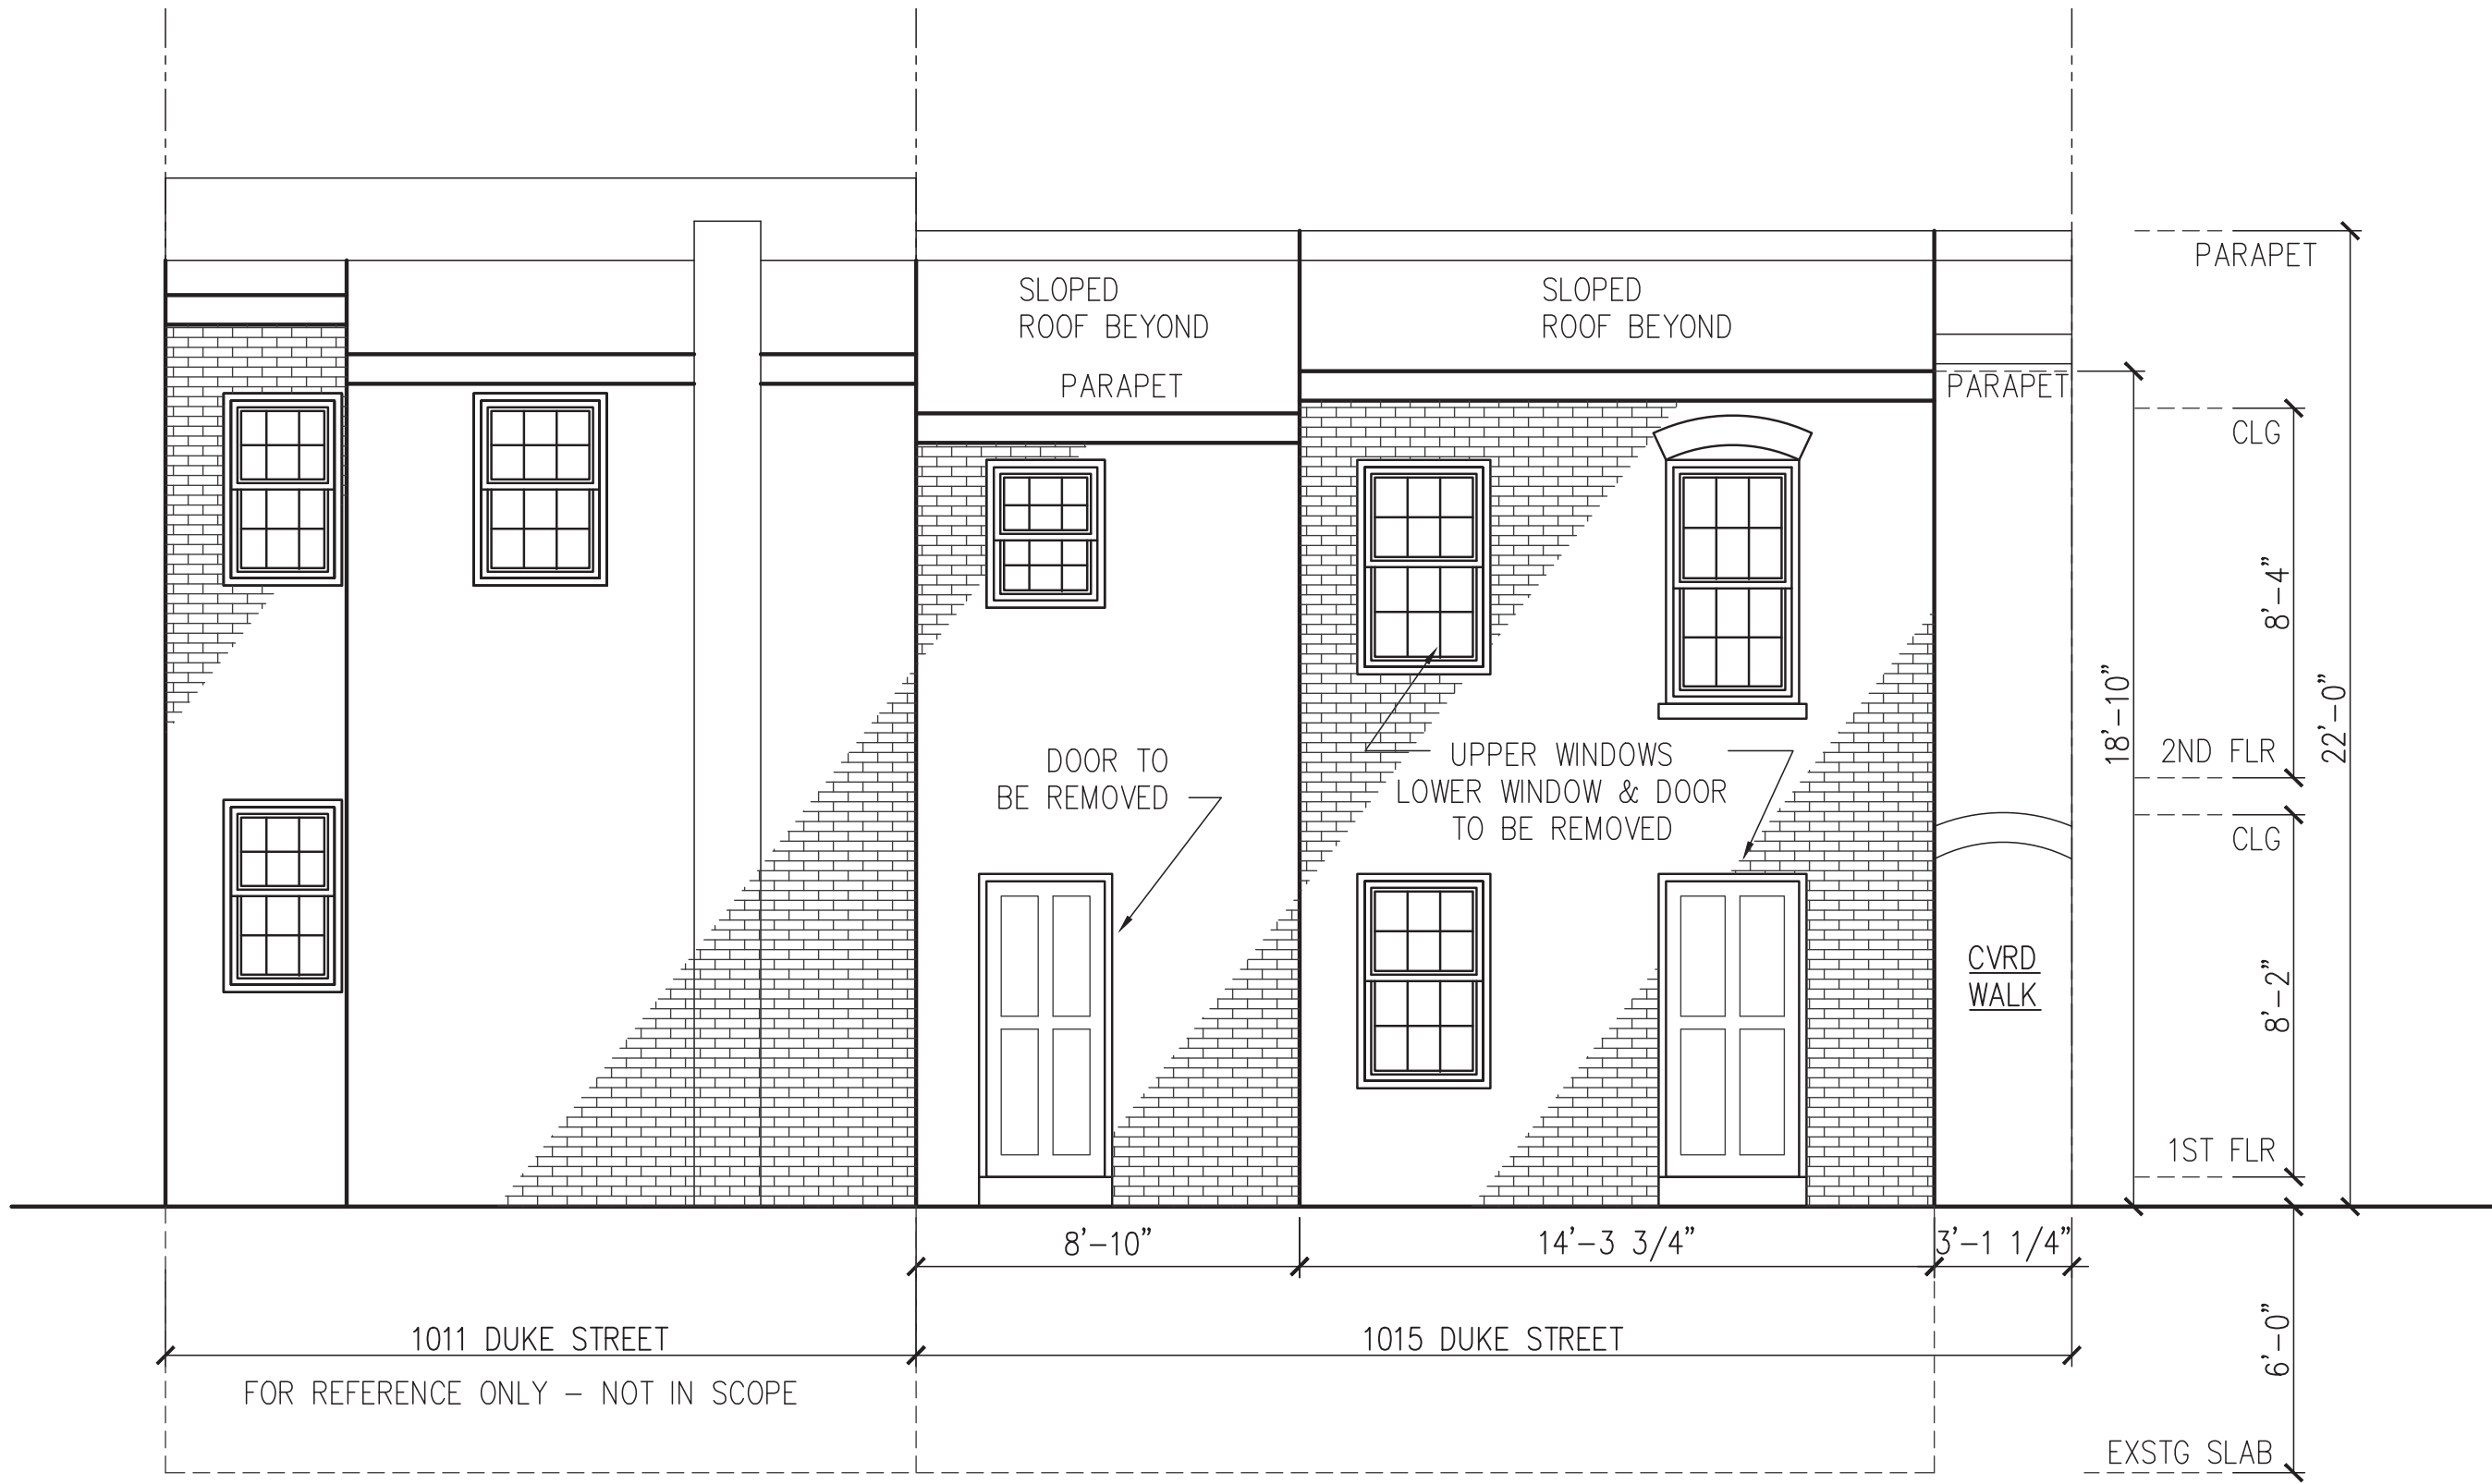 PARAPET
SLOPED
ROOF BEYOND
SLOPED
ROOF BEYOND
PARAPET
PARAPET
CLG
8'-4"
18'-10"
22'-0"
2ND FLR
DOOR TO
BE REMOVED
UPPER WINDOWS
LOWER WINDOW & DOOR
TO BE REMOVED
CLG
CVRD
WALK
8'-2"
1ST FLR
8'-10"
14'-3 3/4"
3'-1 1/4"
1011 DUKE STREET
1015 DUKE STREET
6'-0"
FOR REFERENCE ONLY - NOT IN SCOPE
EXSTG SLAB